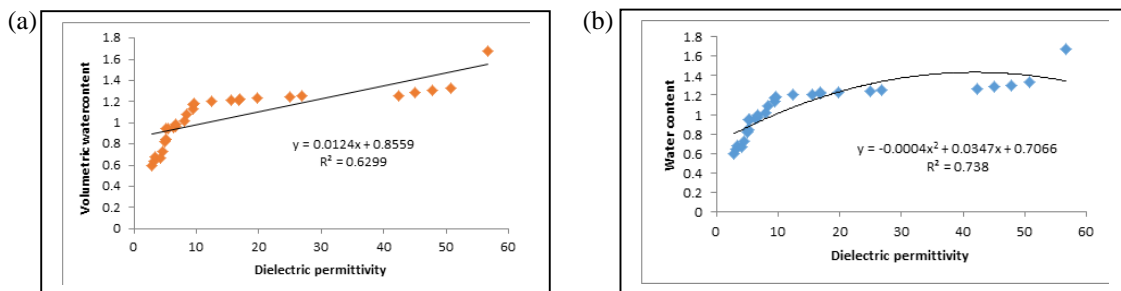 (a)
1.8
1.6
1.4
1.2
1
0.8
0.6
0.4
0.2
0
Volumetric watercontent
y = 0.0124x + 0.8559
R² = 0.6299
0 10 20 30 40 50 60
Dielectric permittivity
(b)
1.8
1.6
1.4
1.2
1
0.8
0.6
0.4
0.2
0
Water content
y = -0.0004x² + 0.0347x + 0.7066
R² = 0.738
0 10 20 30 40 50 60
Dielectric permittivity